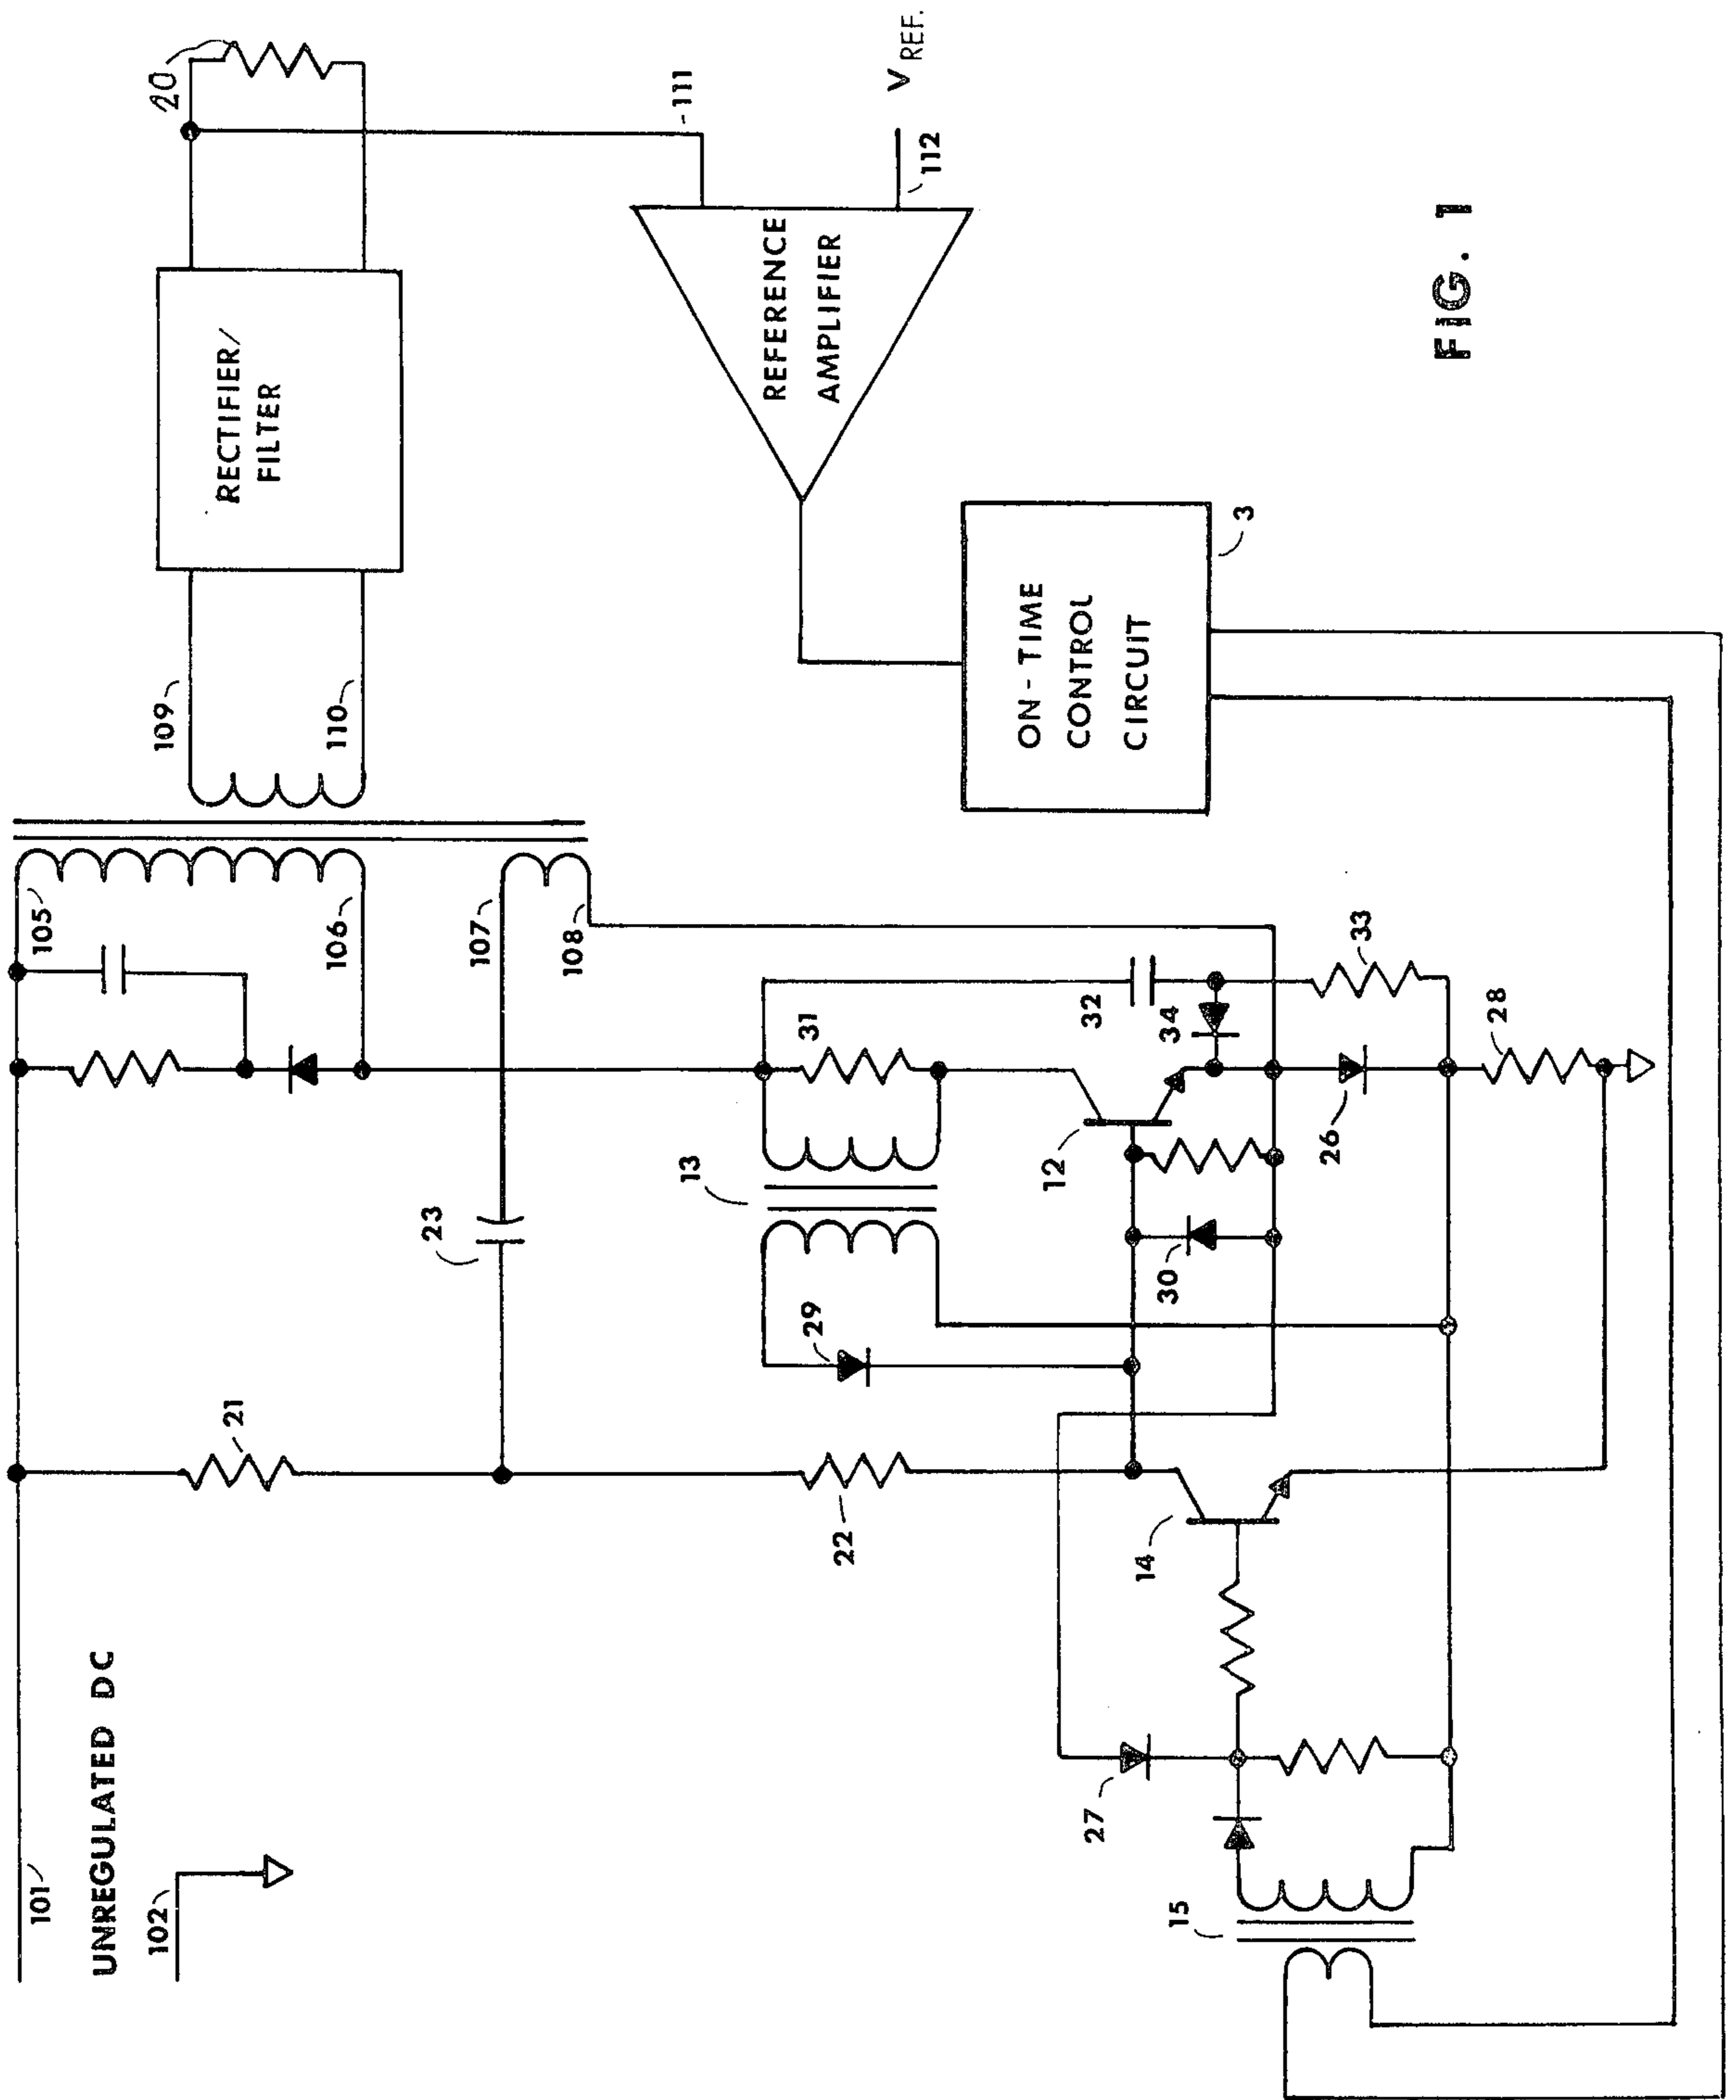 101
UNREGULATED DC
102
105
106
107
108
109
110
RECTIFIER/
FILTER
20
111
112
V REF.
REFERENCE
AMPLIFIER
ON-TIME
CONTROL
CIRCUIT
3
21
22
23
13
29
31
32
33
34
12
30
26
28
14
27
15
FIG. 1